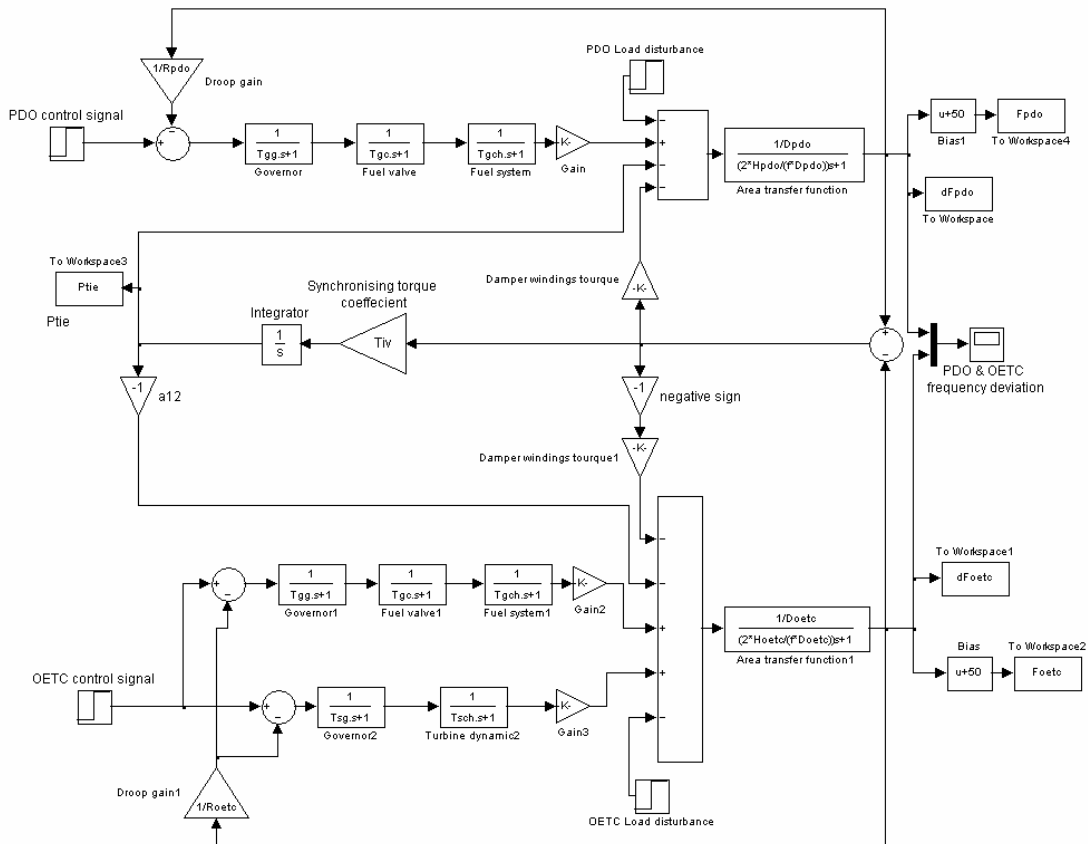 1/Rpdo
Droop gain
PDO control signal
+
−
1
Tgg.s+1
Governor
1
Tgc.s+1
Fuel valve
1
Tgch.s+1
Fuel system
K-
Gain
PDO Load disturbance
−
+
−
−
1/Dpdo
(2*Hpdo/(f*Dpdo))s+1
Area transfer function
u+50
Bias1
Fpdo
To Workspace4
dFpdo
To Workspace
To Workspace3
Ptie
Ptie
Integrator
1
s
Synchronising torque
coeffecient
Tiv
Damper windings tourque
-K-
+
−
PDO & OETC
frequency deviation
-1
a12
-1
negative sign
Damper windings tourque1
-K-
+
−
1
Tgg.s+1
Governor1
1
Tgc.s+1
Fuel valve1
1
Tgch.s+1
Fuel system1
K-
Gain2
−
−
+
+
−
1/Doetc
(2*Hoetc/(f*Doetc))s+1
Area transfer function1
To Workspace1
dFoetc
Bias
u+50
To Workspace2
Foetc
OETC control signal
+
−
1
Tsg.s+1
Governor2
1
Tsch.s+1
Turbine dynamic2
K-
Gain3
Droop gain1
1/Roetc
OETC Load disturbance